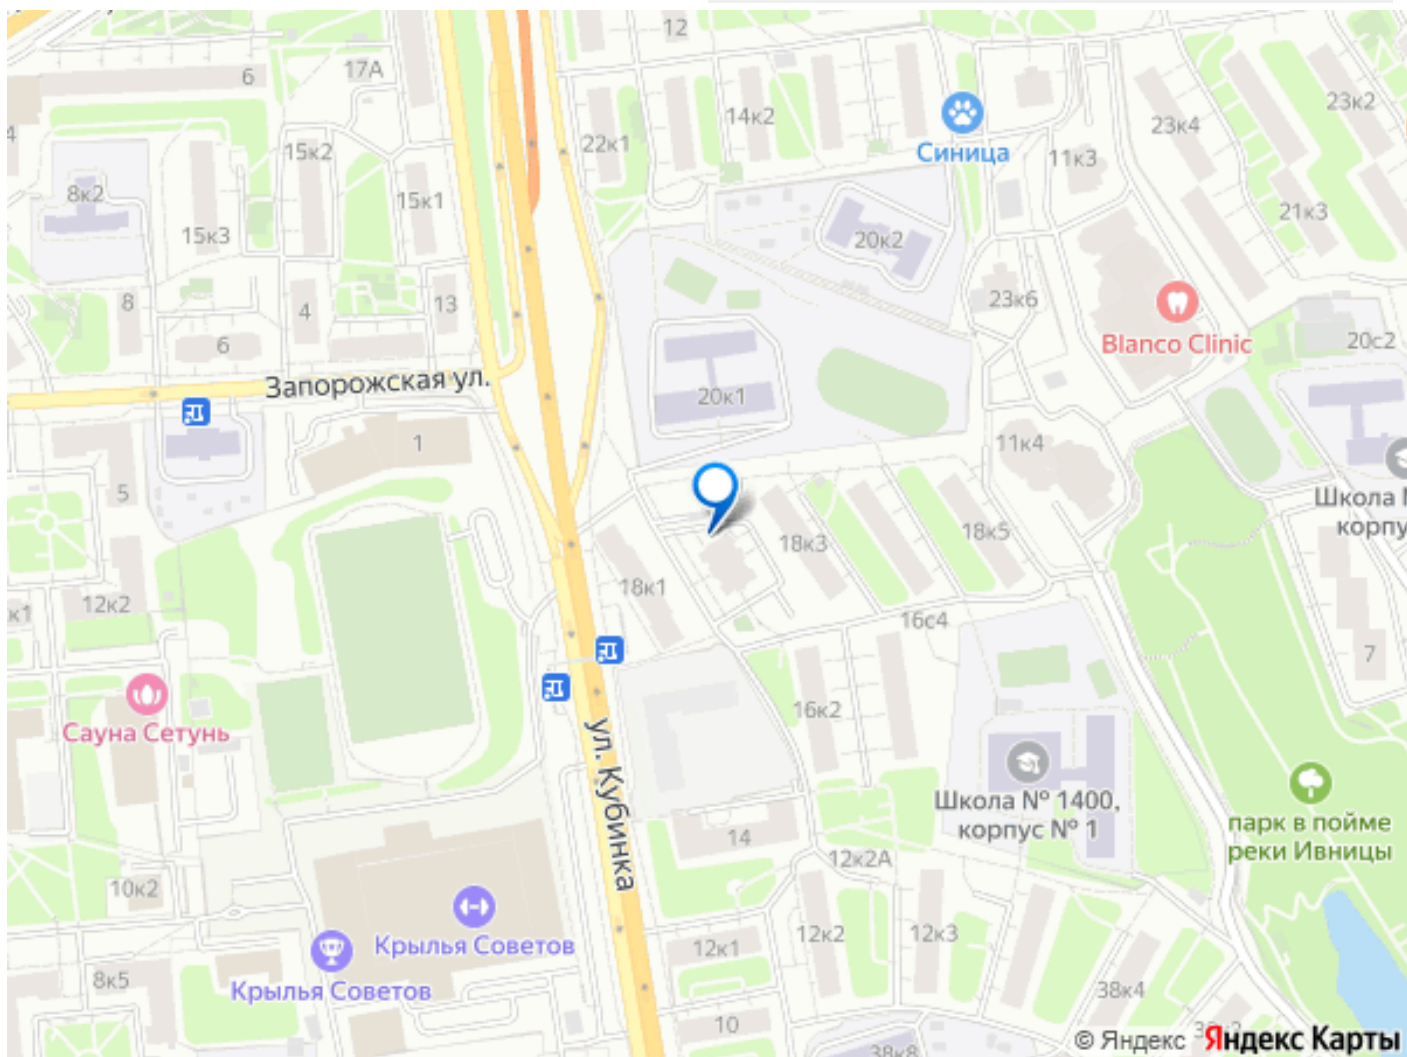 12
6
17А
14к2
23к2
23к4
4
22к1
15к2
Синица
11к3
8к2
15к1
21к3
15к3
20к2
8
4
13
23к6
6
Blanco Clinic
20с2
Запорожская ул.
20к1
1
11к4
5
Школа
корпу
18к3
18к5
к1
12к2
18к1
16с4
7
Сауна Сетунь
16к2
ул. Кубинка
Школа № 1400,
корпус № 1
парк в пойме
реки Ивницы
14
12к2А
10к2
Крылья Советов
12к1
12к2
12к3
8к5
Крылья Советов
38к4
10
38к8
© Яндекс
Яндекс Карты